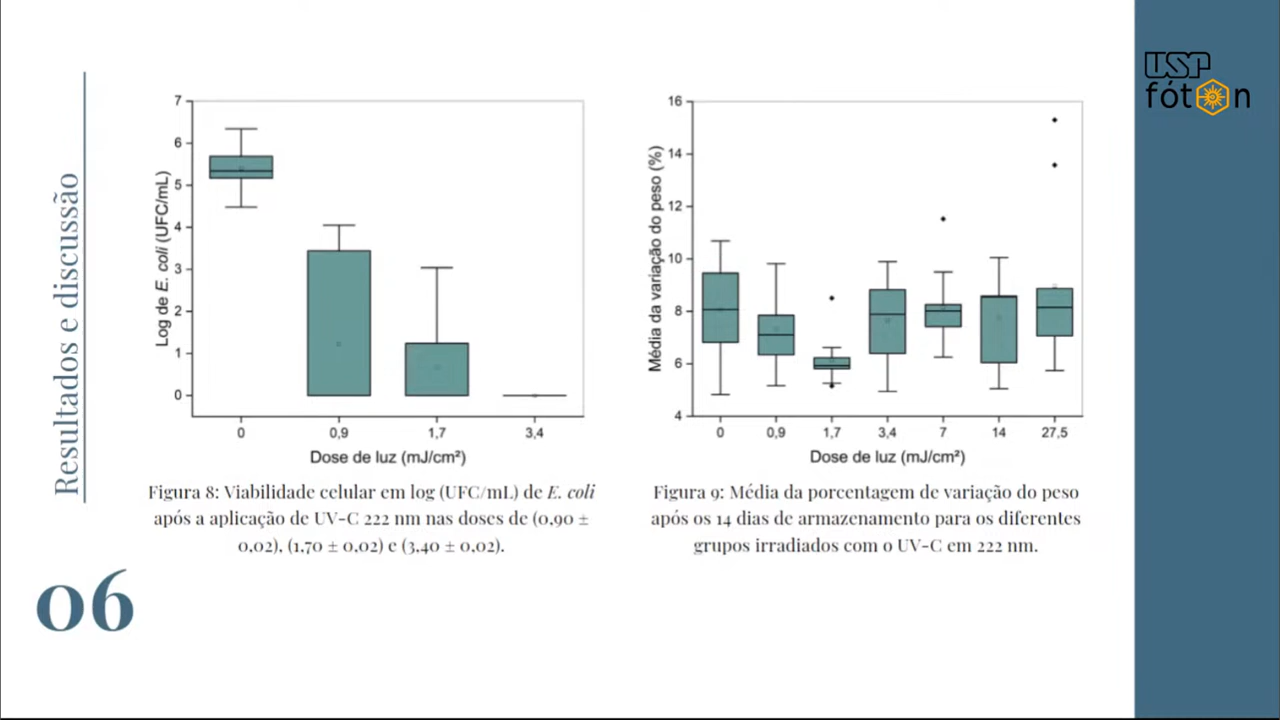 Resultados e discussão
06
USP
fóton
7
6
5
4
3
2
1
0
Log de E. coli (UFC/mL)
0 0,9 1,7 3,4
Dose de luz (mJ/cm²)
Figura 8: Viabilidade celular em log (UFC/mL) de E. coli
após a aplicação de UV-C 222 nm nas doses de (0,90 ±
0,02), (1,70 ± 0,02) e (3,40 ± 0,02).
16
14
12
10
8
6
4
Média da variação do peso (%)
0 0,9 1,7 3,4 7 14 27,5
Dose de luz (mJ/cm²)
Figura 9: Média da porcentagem de variação do peso
após os 14 dias de armazenamento para os diferentes
grupos irradiados com o UV-C em 222 nm.